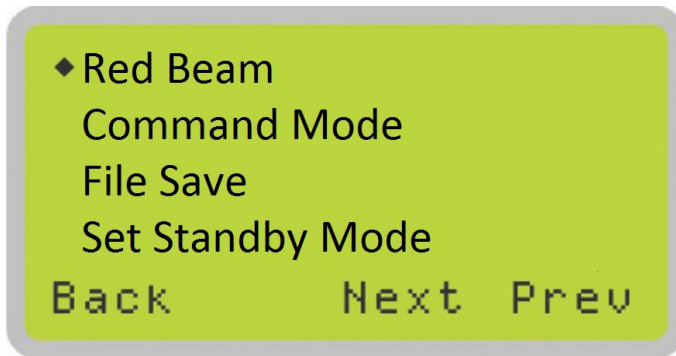 Red Beam
Command Mode
File Save
Set Standby Mode
Back Next Prev